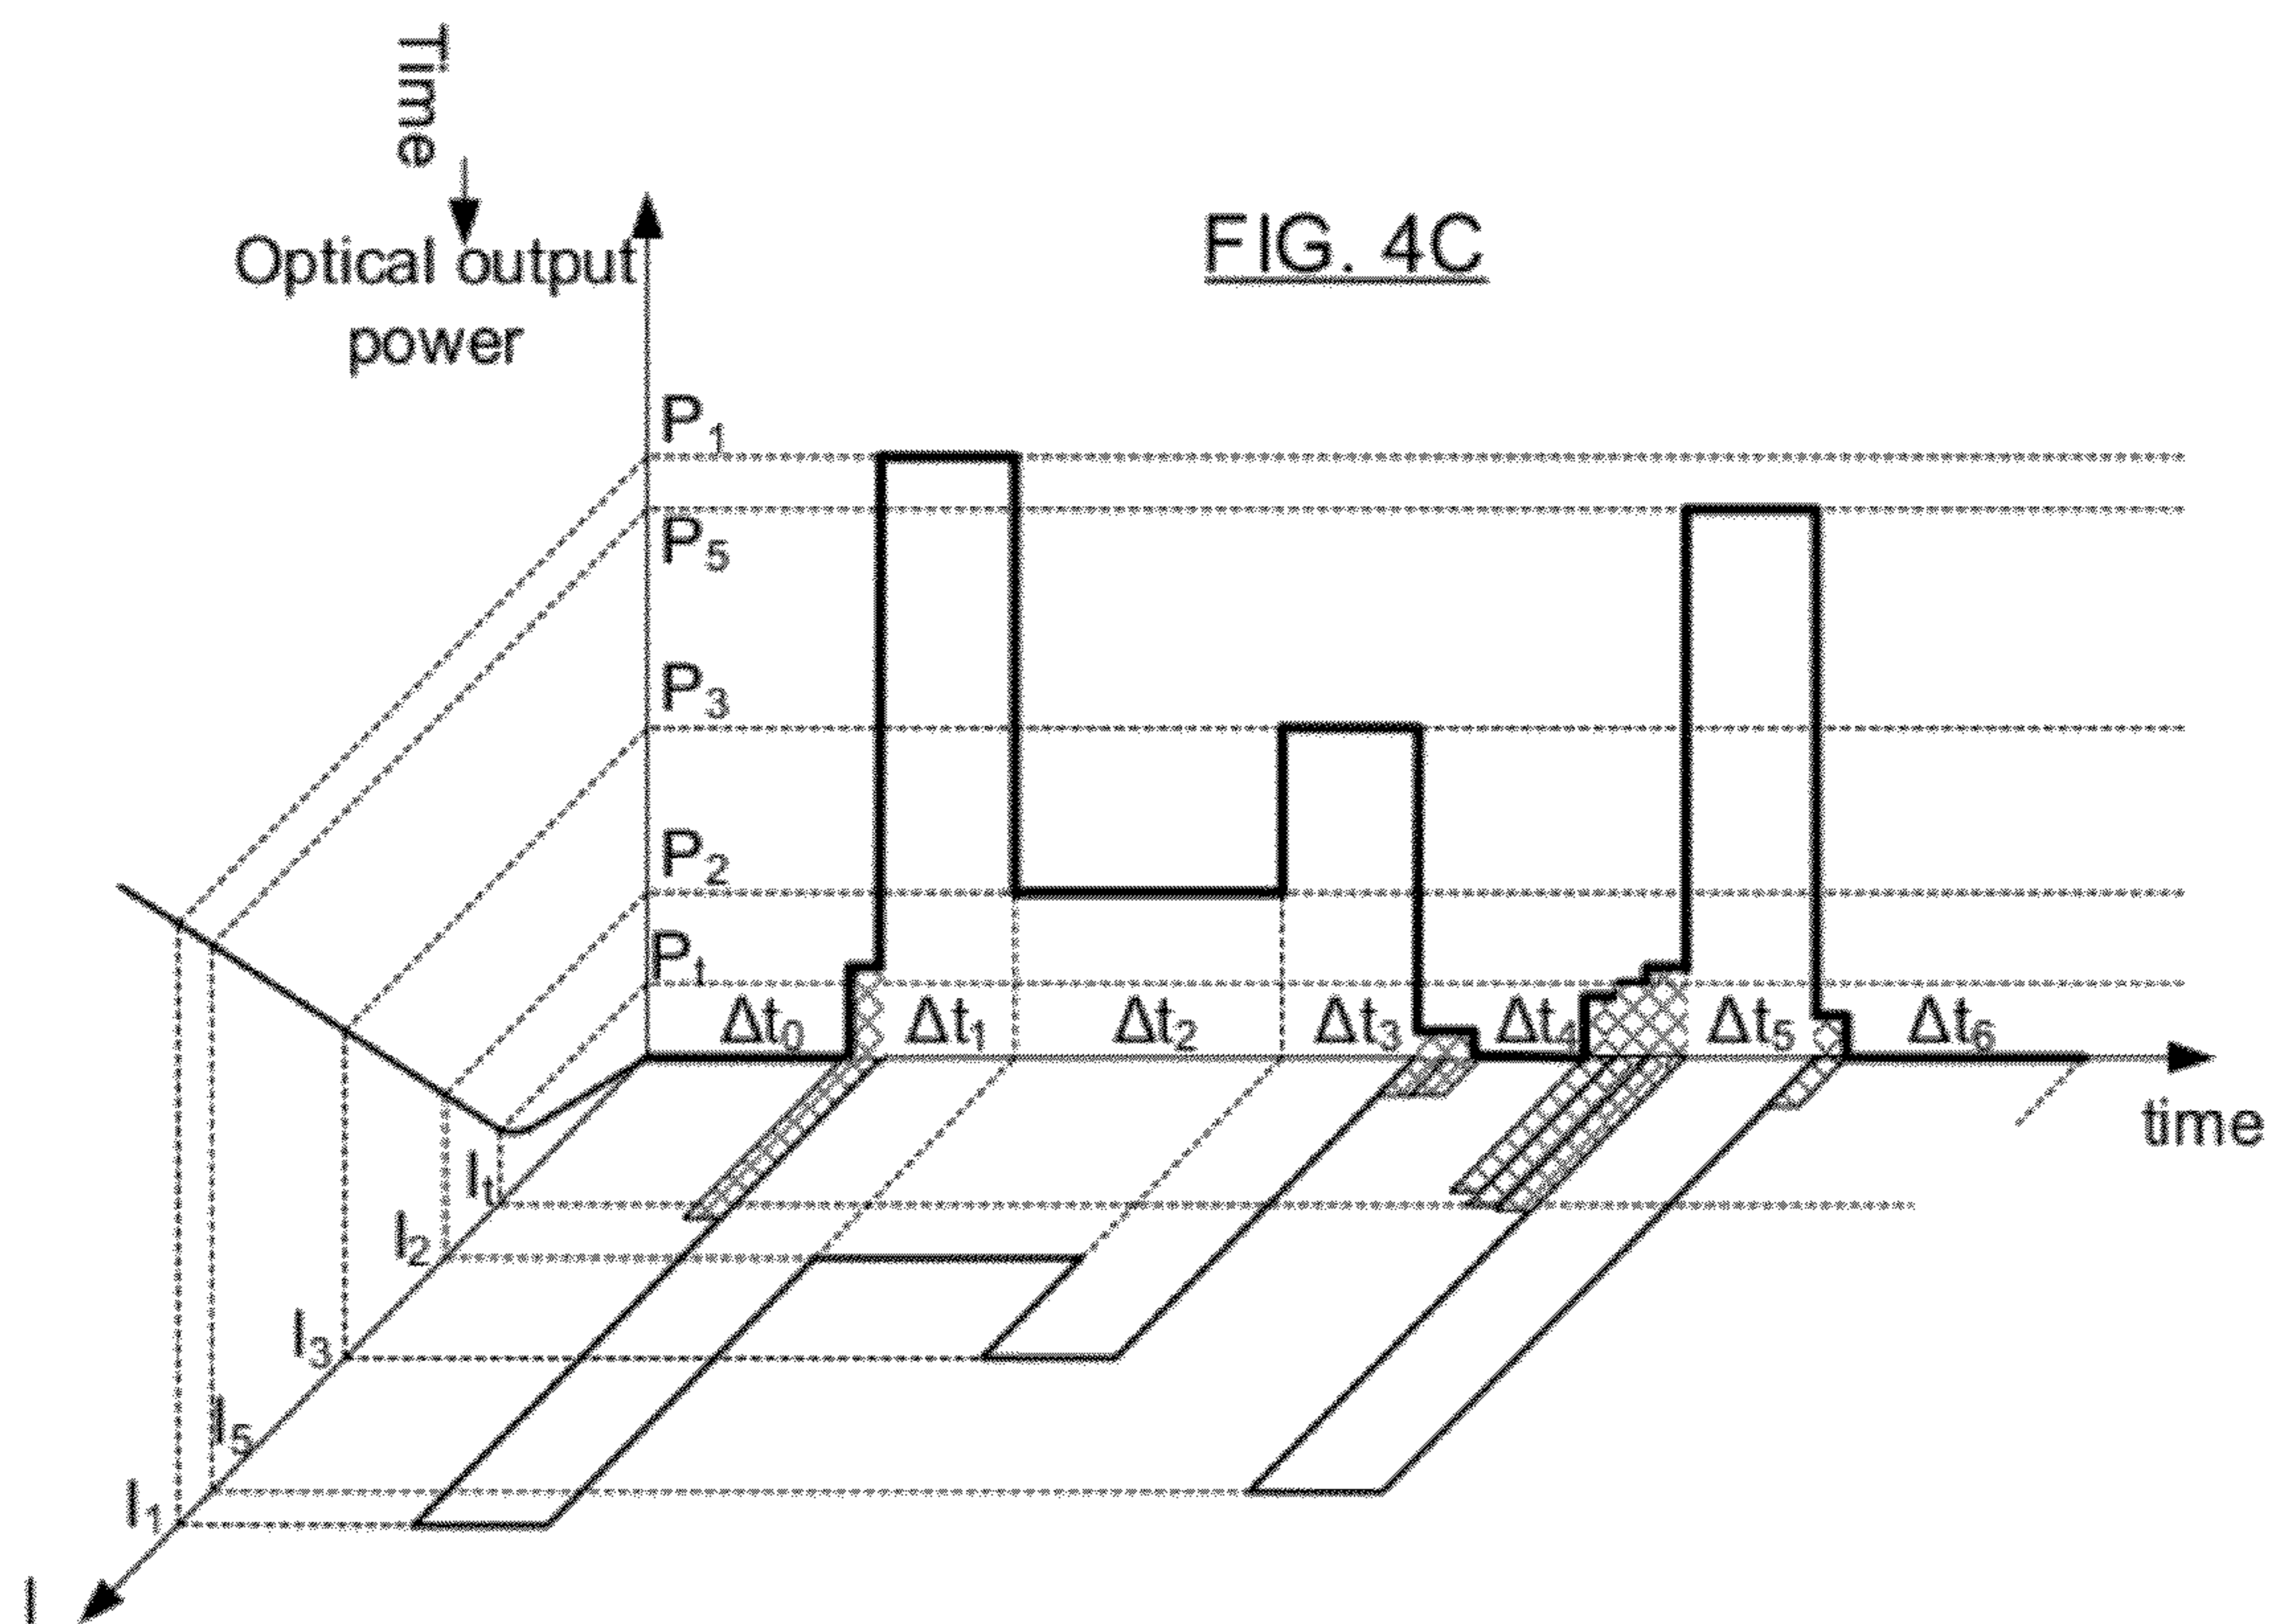 Time
FIG. 4C
Optical output
power
P₁
P₅
P₃
P₂
Pₜ
Δt₀ Δt₁ Δt₂ Δt₃ Δt₄ Δt₅ Δt₆
time
Iₜ
I₂
I₃
I₅
I₁
I